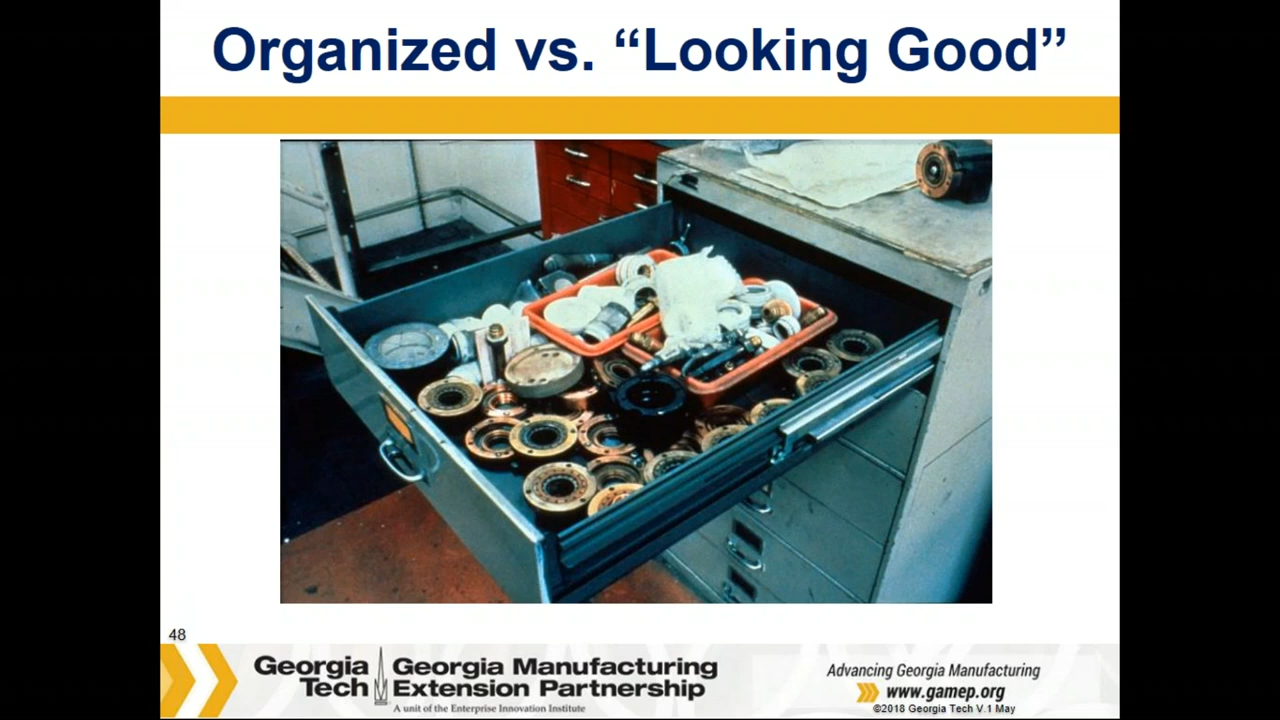 Organized vs. “Looking Good”
48
Georgia Tech
Georgia Manufacturing Extension Partnership
A unit of the Enterprise Innovation Institute
Advancing Georgia Manufacturing
www.gamep.org
©2018 Georgia Tech V.1 May